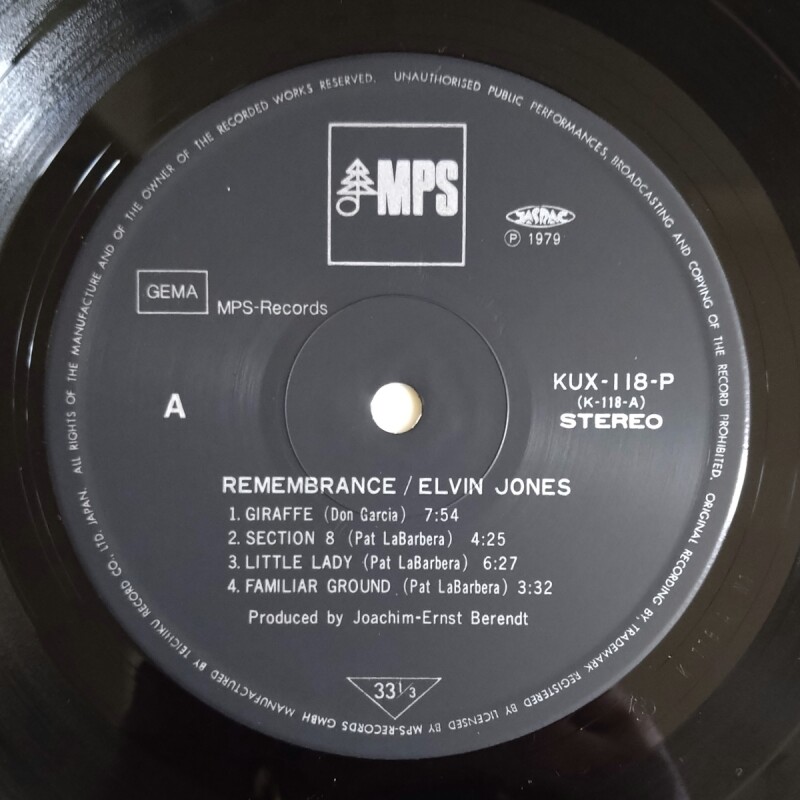 ALL RIGHTS OF THE MANUFACTURE AND OF THE OWNER OF THE RECORDED WORKS RESERVED. UNAUTHORISED PUBLIC PERFORMANCES, BROADCASTING AND COPYING OF THE RECORD PROHIBITED. ORIGINAL RECORDING BY, TRADEMARK REGISTERED BY, LICENSED BY MPS-RECORDS GMBH MANUFACTURED BY TEICHIKU RECORD CO., LTD. JAPAN.
MPS
JASRAC
Ⓟ 1979
GEMA
MPS-Records
A
KUX-118-P
(K-118-A)
STEREO
REMEMBRANCE / ELVIN JONES
1. GIRAFFE (Don Garcia) 7:54
2. SECTION 8 (Pat LaBarbera) 4:25
3. LITTLE LADY (Pat LaBarbera) 6:27
4. FAMILIAR GROUND (Pat LaBarbera) 3:32
Produced by Joachim-Ernst Berendt
33 1/3